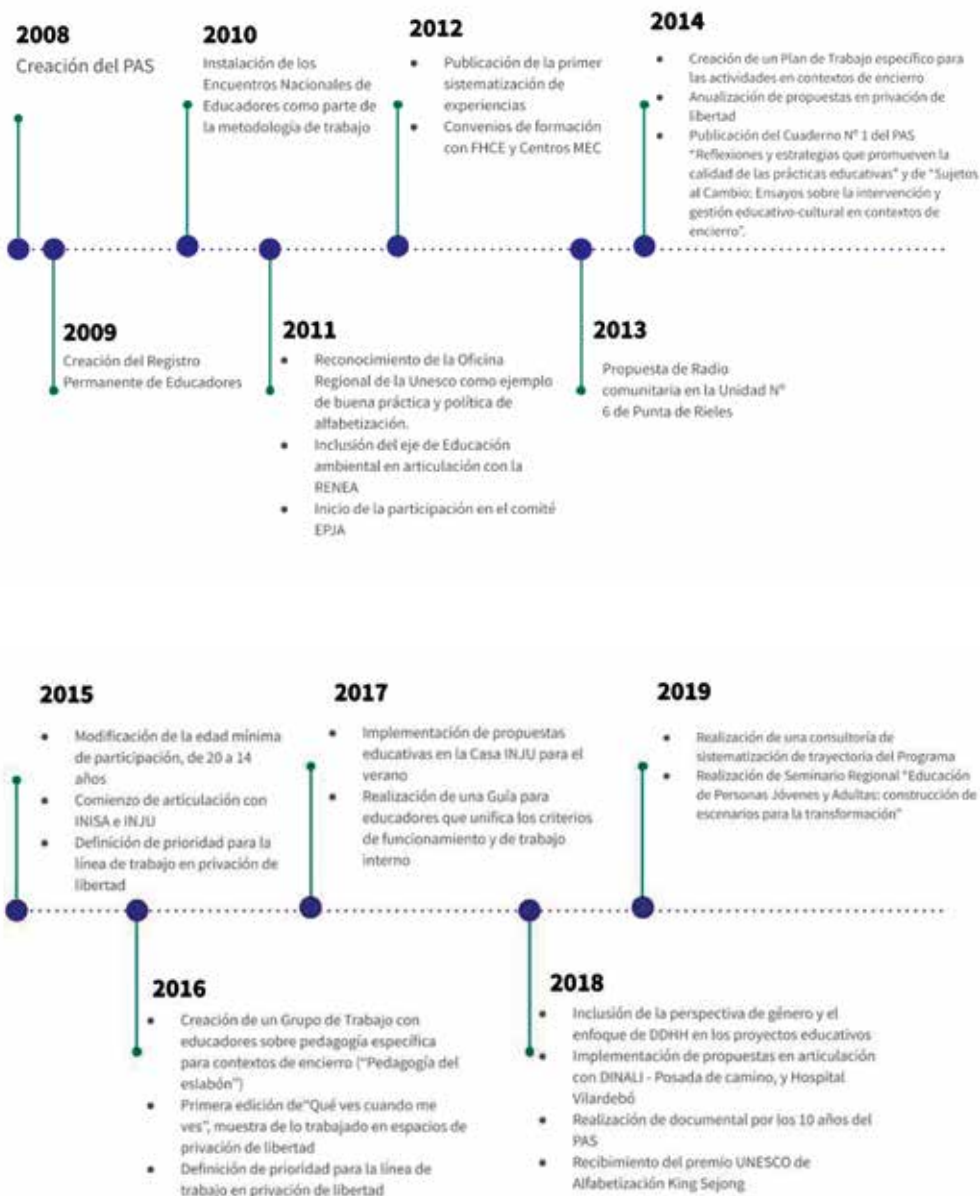 2008
Creación del PAS
2009
Creación del Registro
Permanente de Educadores
2010
Instalación de los
Encuentros Nacionales de
Educadores como parte de
la metodología de trabajo
2011
• Reconocimiento de la Oficina
Regional de la Unesco como ejemplo
de buena práctica y política de
alfabetización.
• Inclusión del eje de Educación
ambiental en articulación con la
RENEA
• Inicio de la participación en el comité
EPJA
2012
• Publicación de la primer
sistematización de
experiencias
• Convenios de formación
con FHCE y Centros MEC
2013
Propuesta de Radio
comunitaria en la Unidad Nº
6 de Punta de Rieles
2014
• Creación de un Plan de Trabajo específico para
las actividades en contextos de encierro
• Anualización de propuestas en privación de
libertad
• Publicación del Cuaderno Nº 1 del PAS
"Reflexiones y estrategias que promueven la
calidad de las prácticas educativas" y de "Sujetos
al Cambio: Ensayos sobre la intervención y
gestión educativo-cultural en contextos de
encierro".
2015
• Modificación de la edad mínima
de participación, de 20 a 14
años
• Comienzo de articulación con
INISA e INJU
• Definición de prioridad para la
línea de trabajo en privación de
libertad
2016
• Creación de un Grupo de Trabajo con
educadores sobre pedagogía específica
para contextos de encierro ("Pedagogía del
eslabón")
• Primera edición de"Qué ves cuando me
ves", muestra de lo trabajado en espacios de
privación de libertad
• Definición de prioridad para la línea de
trabajo en privación de libertad
2017
• Implementación de propuestas
educativas en la Casa INJU para el
verano
• Realización de una Guía para
educadores que unifica los criterios
de funcionamiento y de trabajo
interno
2018
• Inclusión de la perspectiva de género y el
enfoque de DDHH en los proyectos educativos
• Implementación de propuestas en articulación
con DINALI - Posada de camino, y Hospital
Vilardebó
• Realización de documental por los 10 años del
PAS
• Recibimiento del premio UNESCO de
Alfabetización King Sejong
2019
• Realización de una consultoría de
sistematización de trayectoria del Programa
• Realización de Seminario Regional "Educación
de Personas Jóvenes y Adultas: construcción de
escenarios para la transformación"